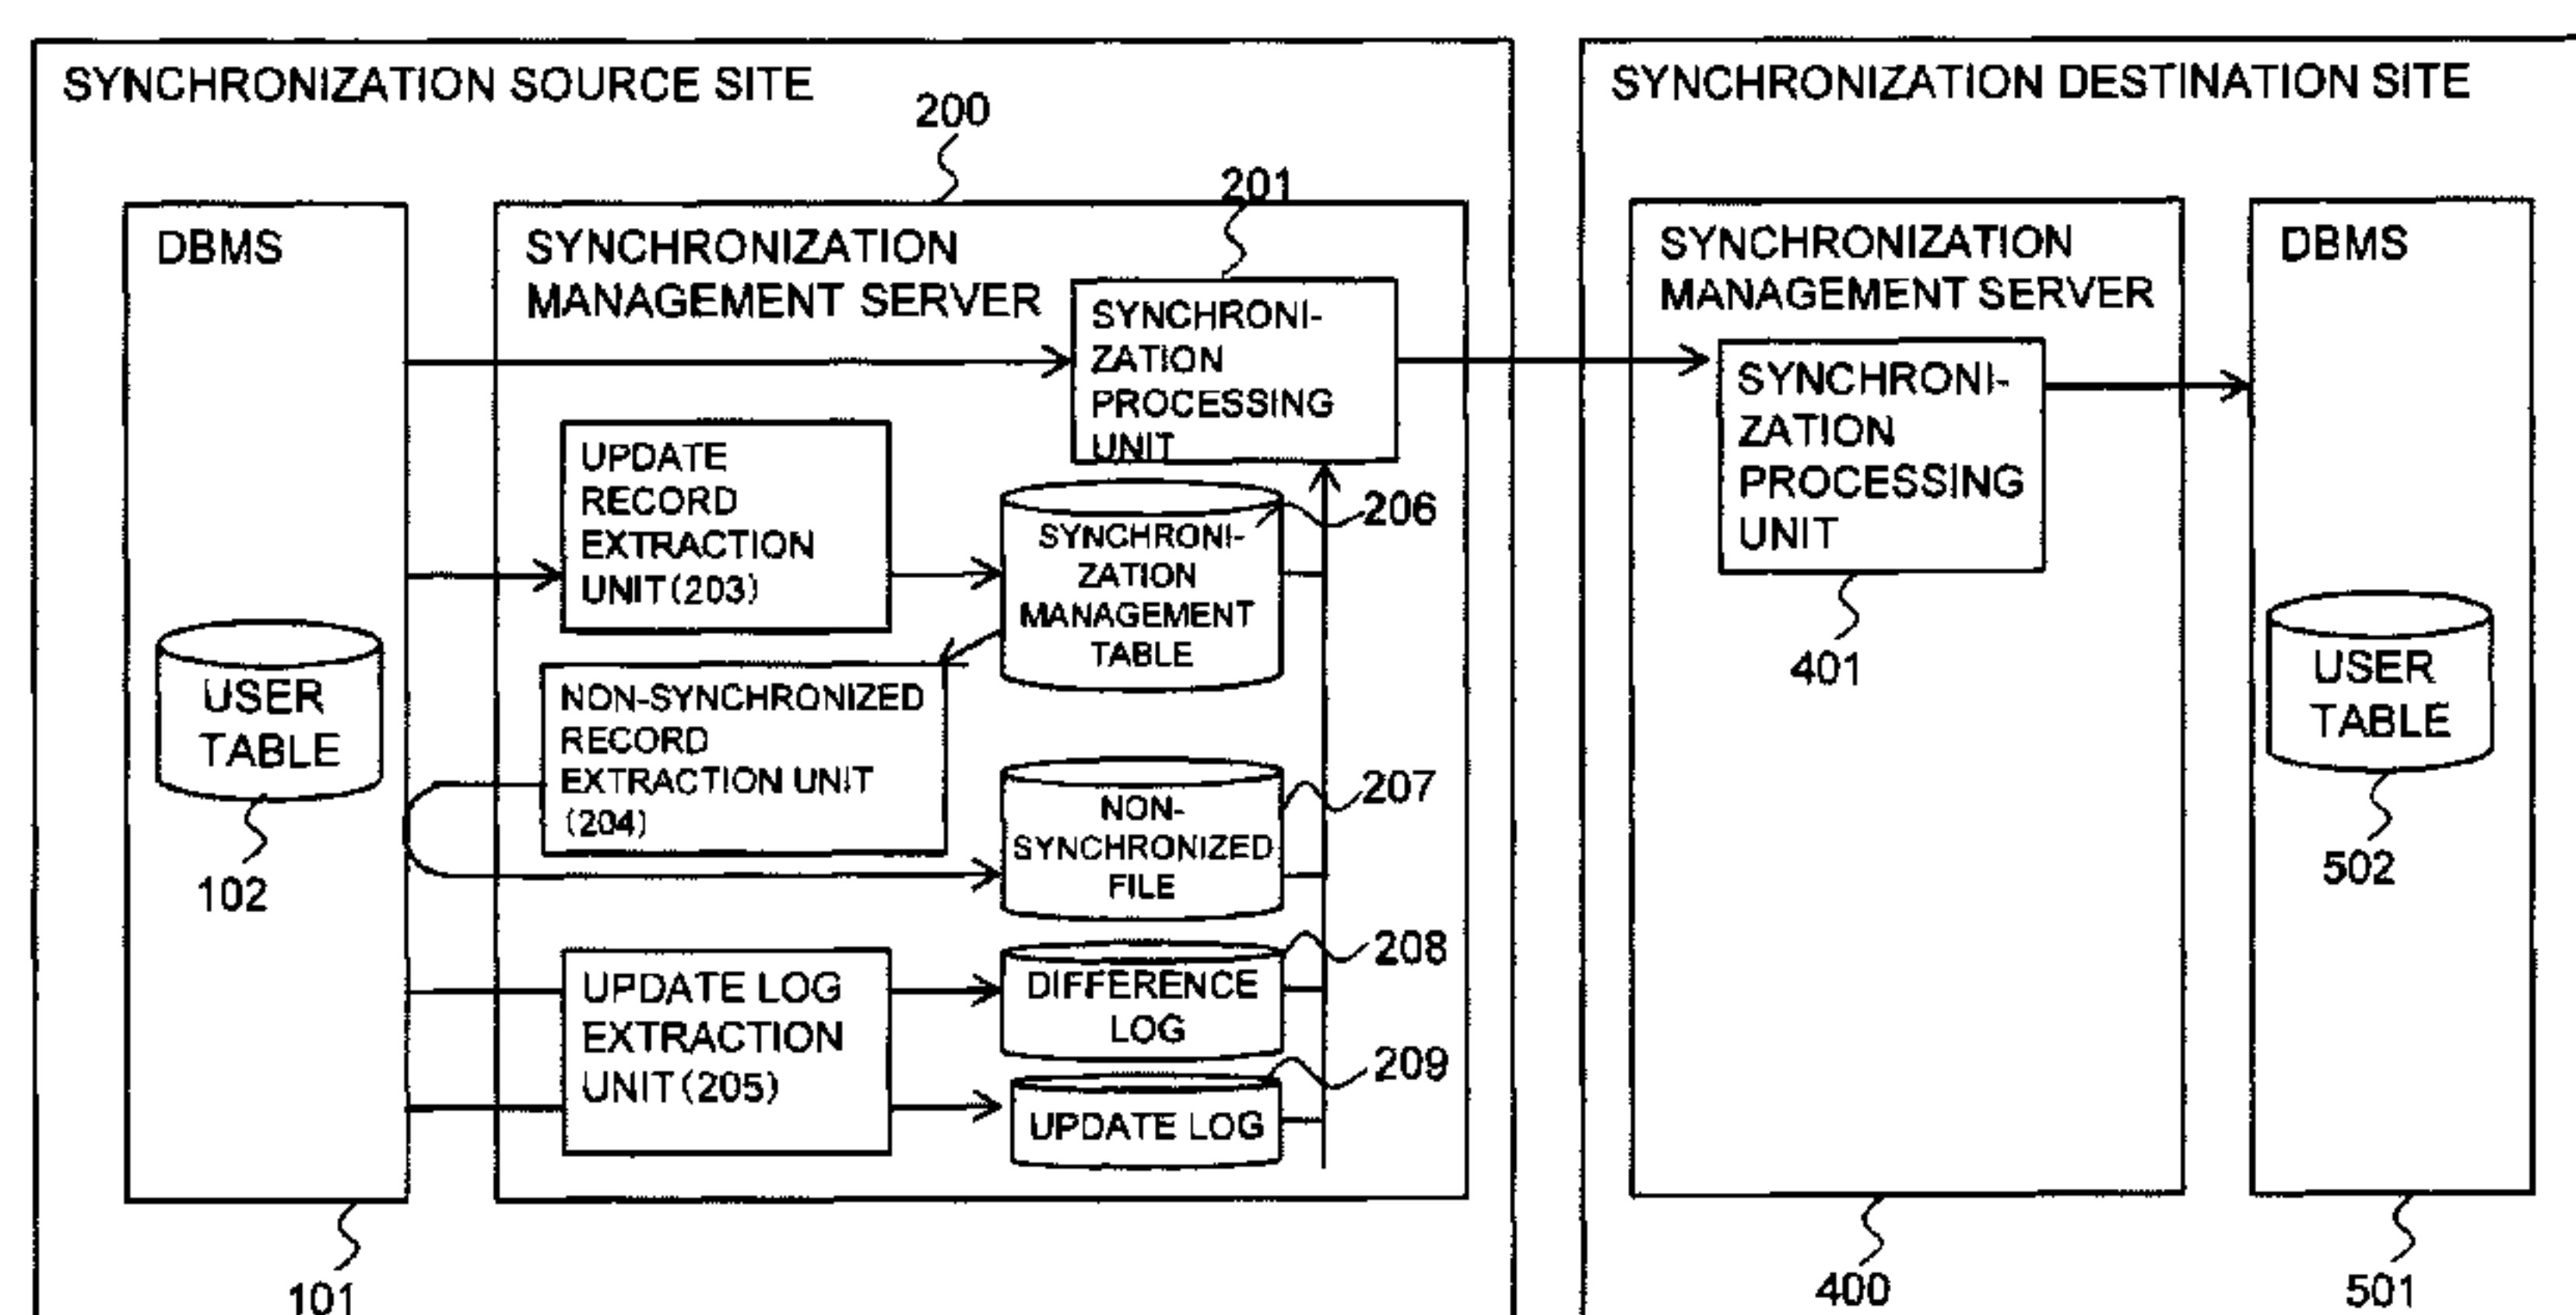 SYNCHRONIZATION SOURCE SITE
200
201
DBMS
SYNCHRONIZATION
MANAGEMENT SERVER
SYNCHRONI-
ZATION
PROCESSING
UNIT
UPDATE
RECORD
EXTRACTION
UNIT(203)
SYNCHRONI-
ZATION
MANAGEMENT
TABLE
206
USER
TABLE
102
NON-SYNCHRONIZED
RECORD
EXTRACTION UNIT
(204)
NON-
SYNCHRONIZED
FILE
207
UPDATE LOG
EXTRACTION
UNIT(205)
DIFFERENCE
LOG
208
UPDATE LOG
209
101
SYNCHRONIZATION DESTINATION SITE
SYNCHRONIZATION
MANAGEMENT SERVER
SYNCHRONI-
ZATION
PROCESSING
UNIT
401
400
DBMS
USER
TABLE
502
501